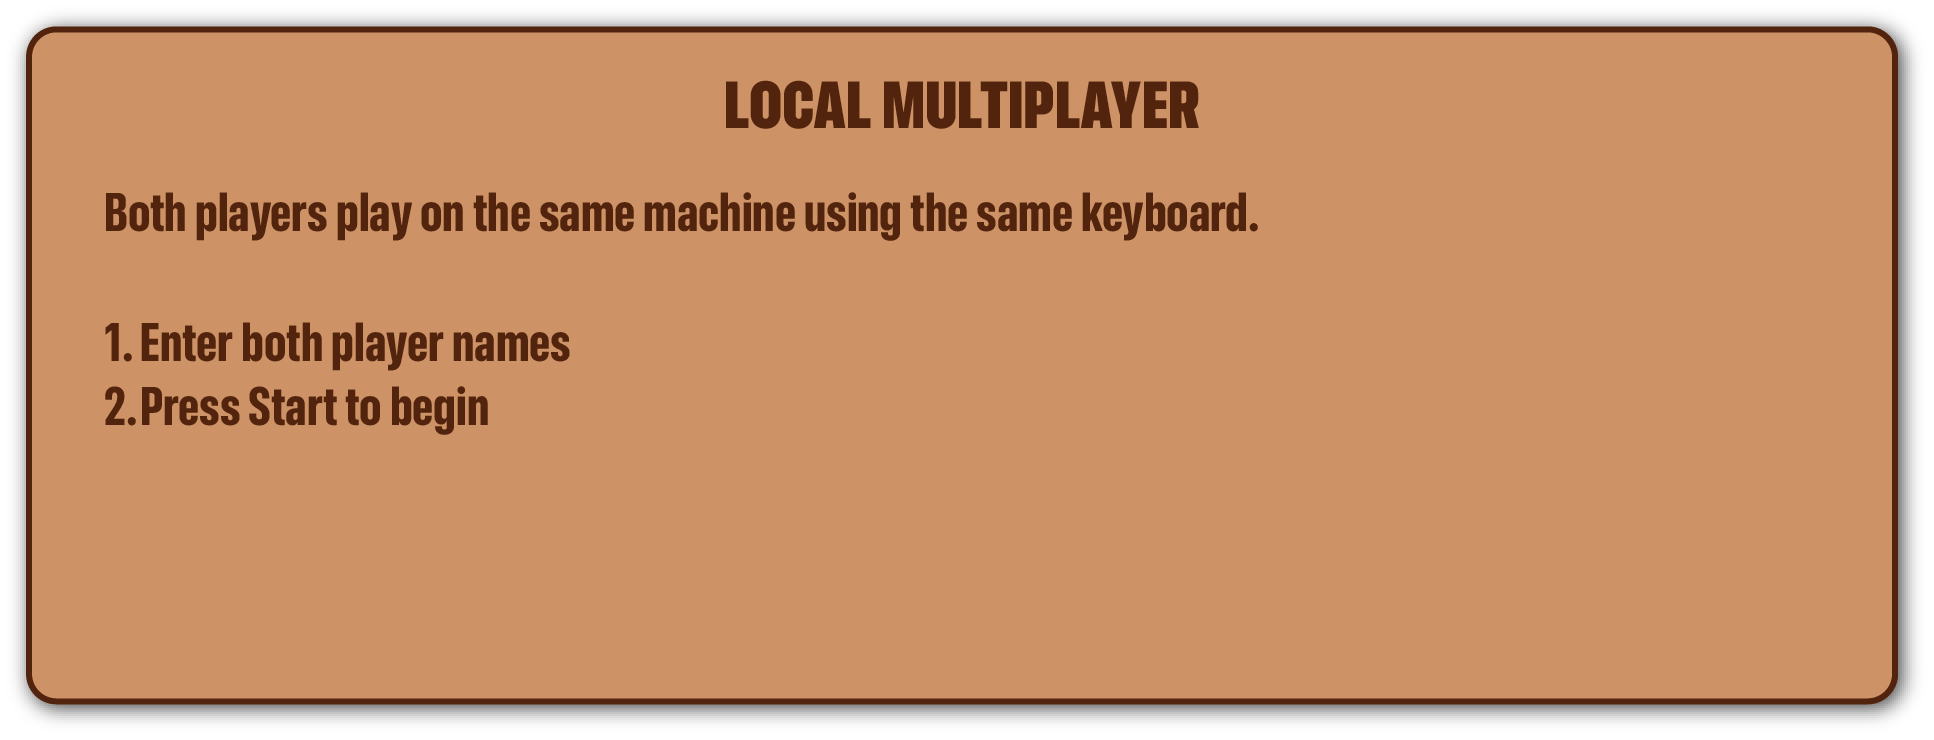 LOCAL MULTIPLAYER
Both players play on the same machine using the same keyboard.
1. Enter both player names
2. Press Start to begin